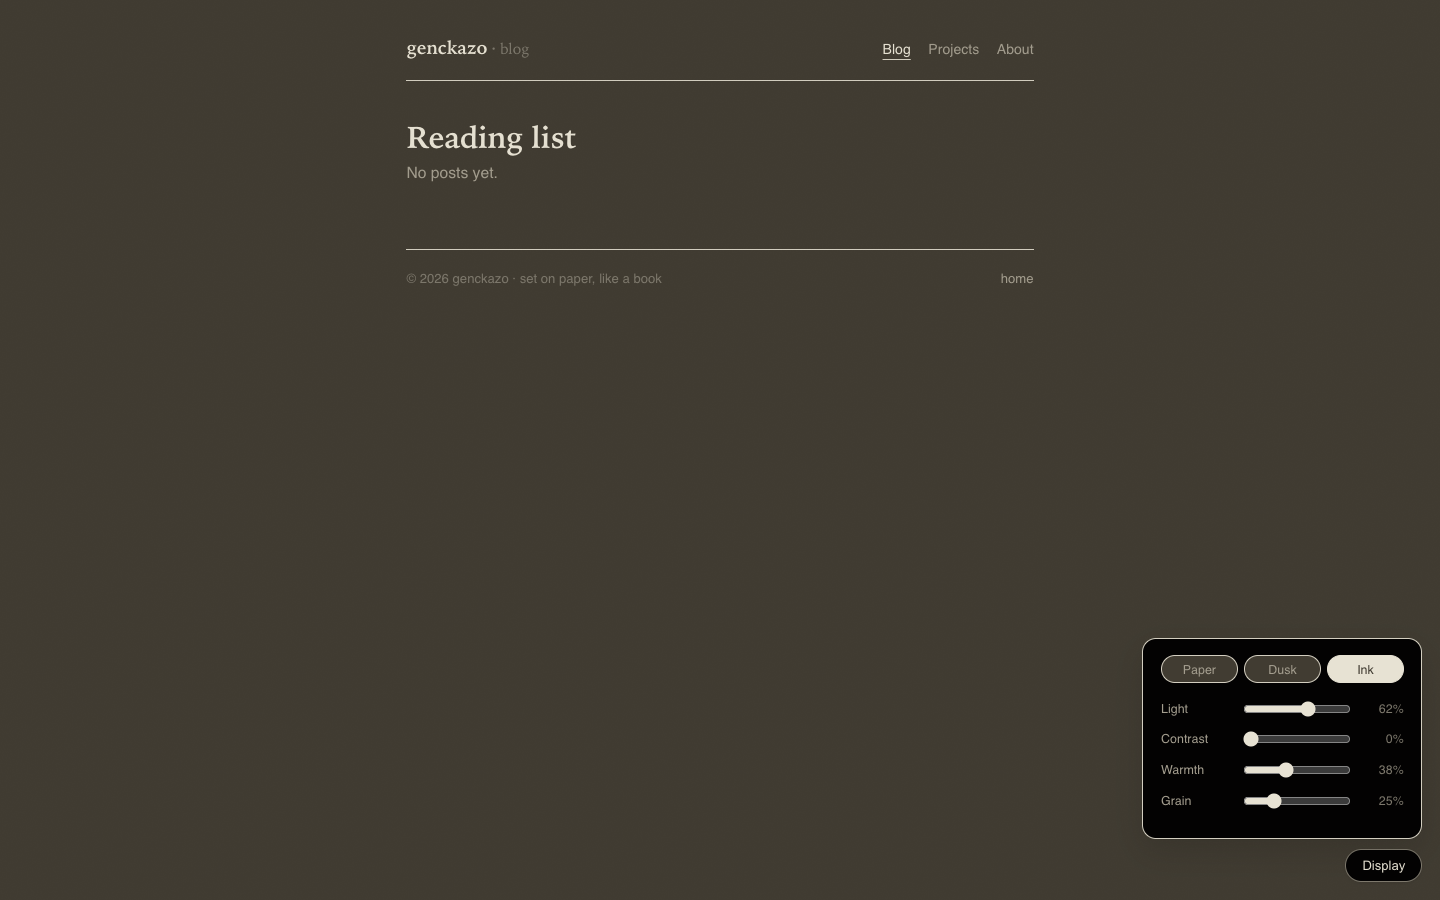 genckazo · blog
Blog Projects About
Reading list
No posts yet.
© 2026 genckazo · set on paper, like a book
home
Paper Dusk Ink
Light 62%
Contrast 0%
Warmth 38%
Grain 25%
Display